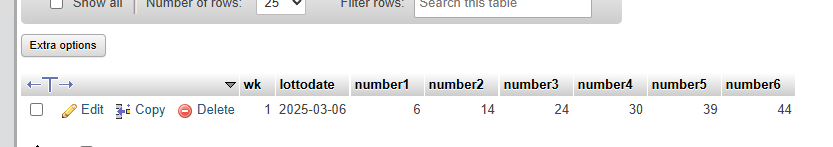 Show all Number of rows: 25 Filter rows: Search this table
Extra options
←T→ wk lottodate number1 number2 number3 number4 number5 number6
Edit Copy Delete 1 2025-03-06 6 14 24 30 39 44